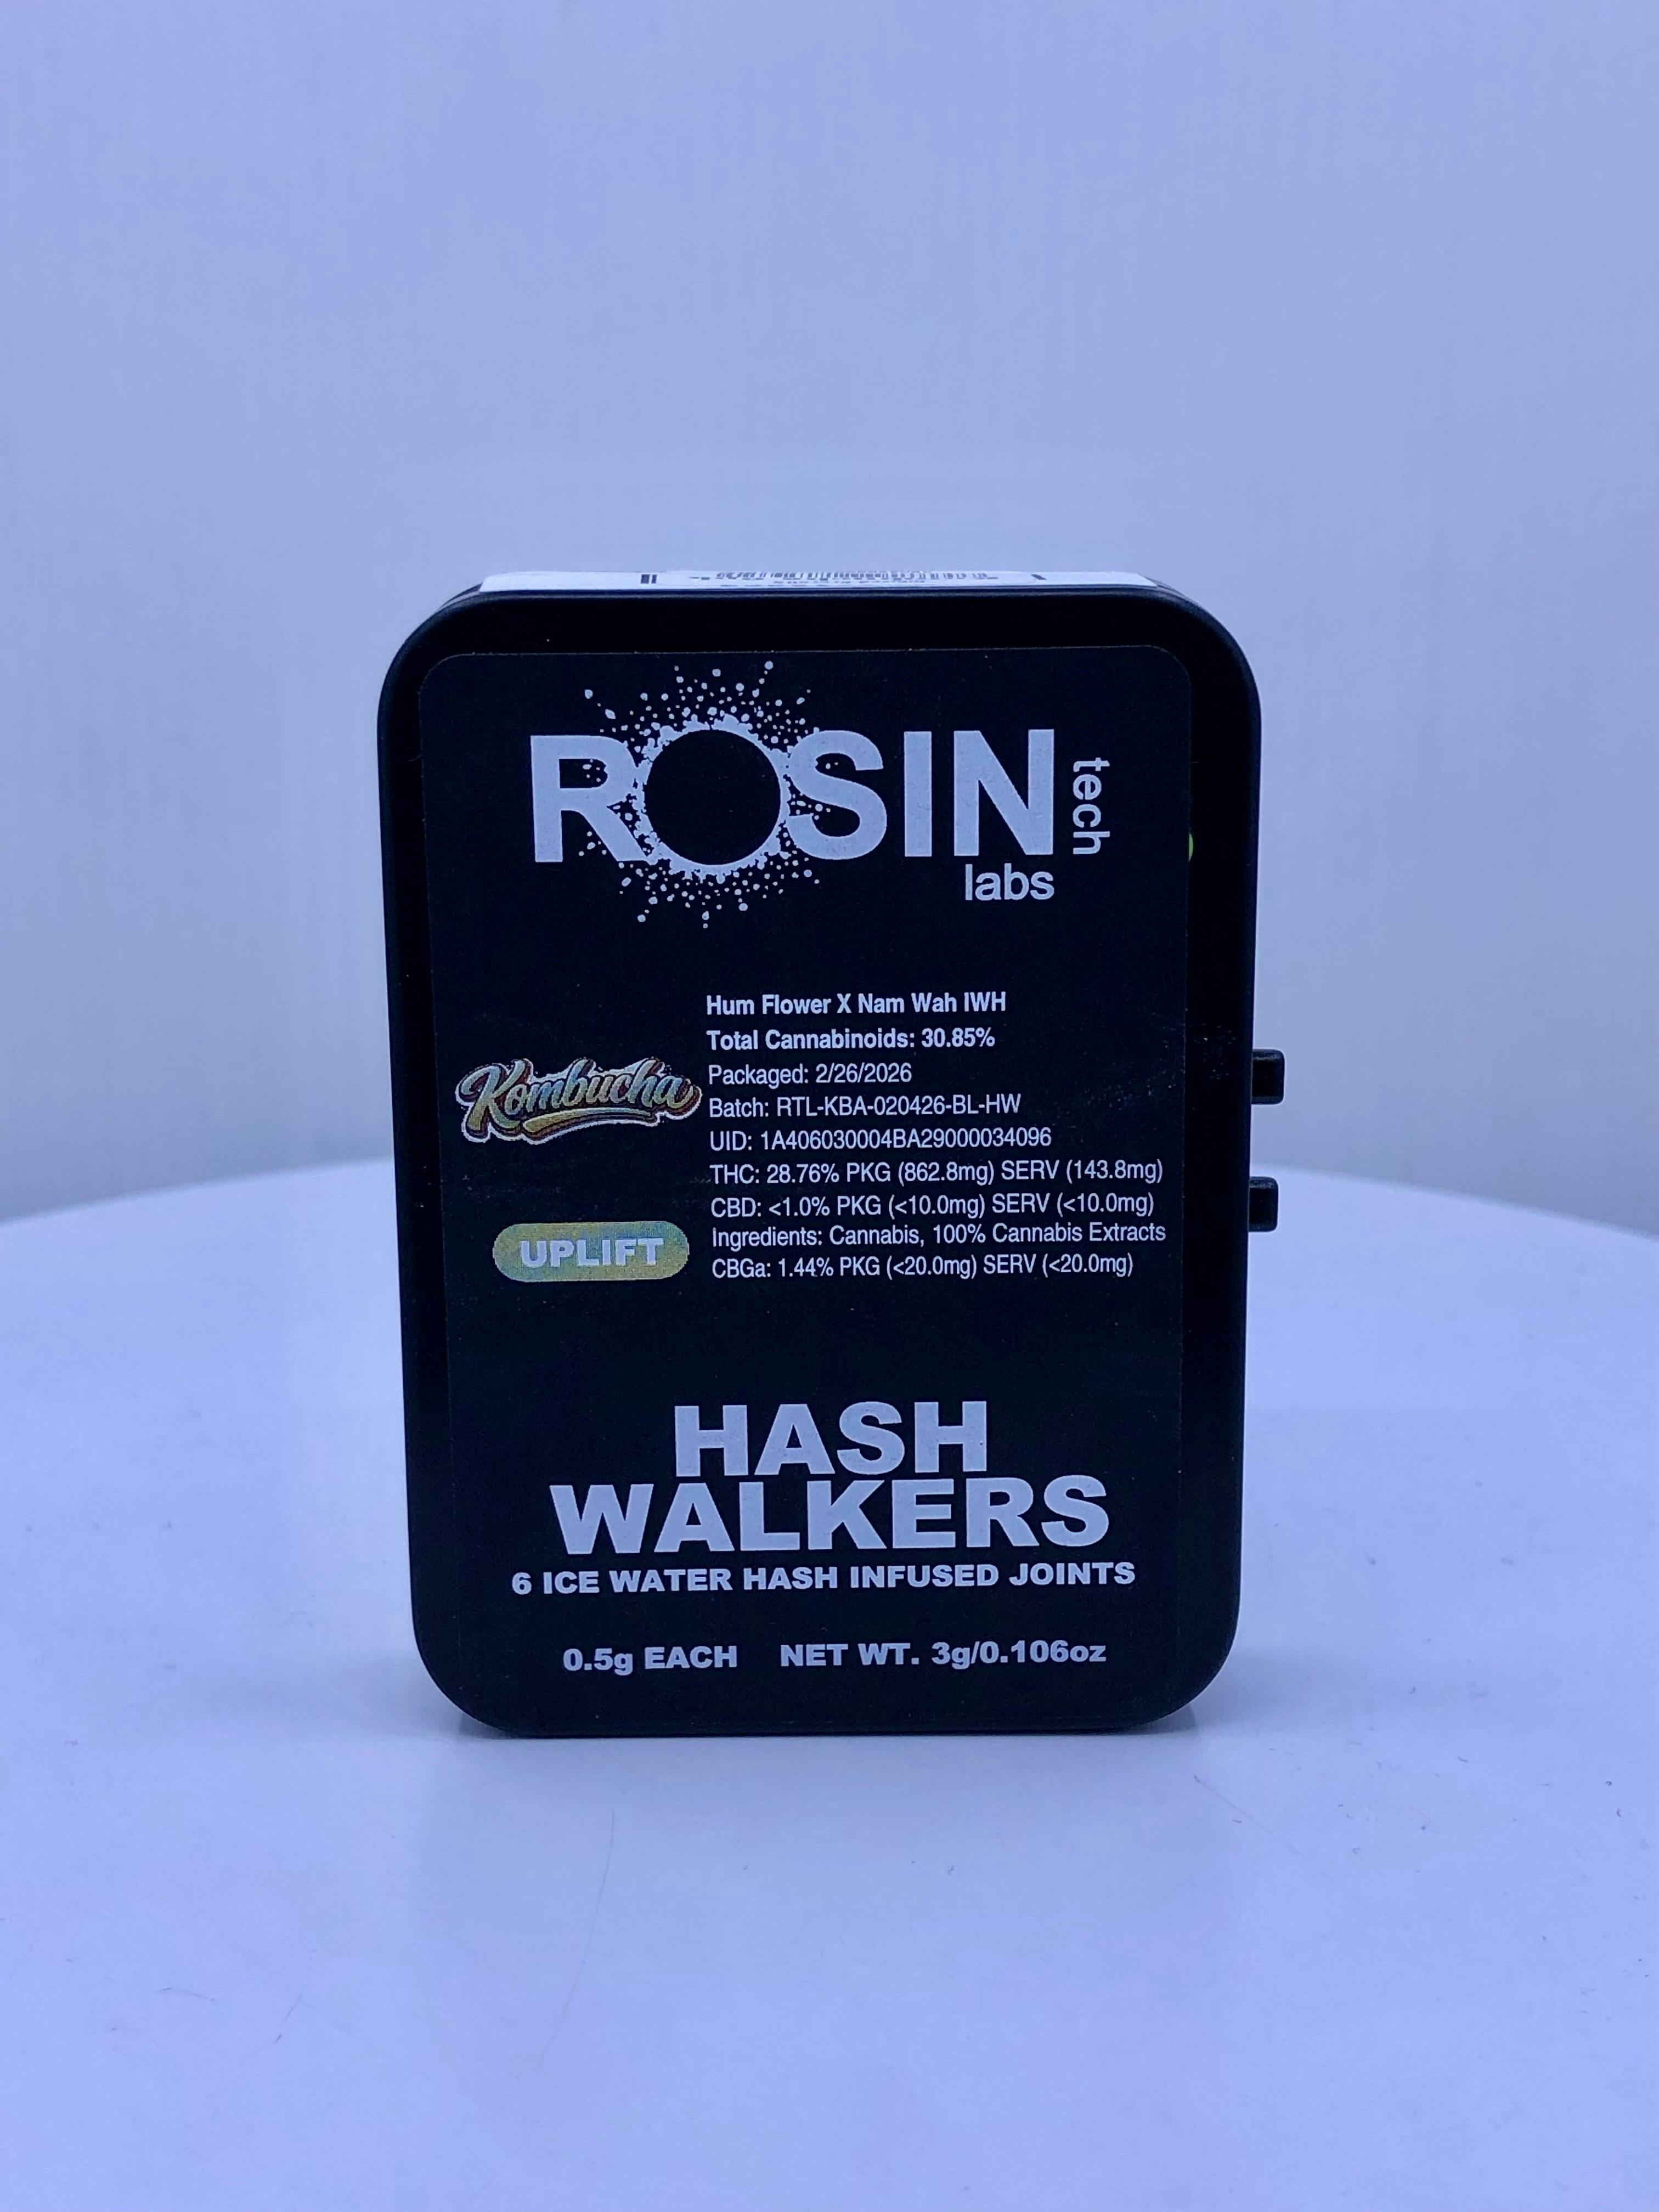 ROSIN
tech
labs
Hum Flower X Nam Wah IWH
Total Cannabinoids: 30.85%
Packaged: 2/26/2026
Batch: RTL-KBA-020426-BL-HW
UID: 1A406030004BA29000034096
THC: 28.76% PKG (862.8mg) SERV (143.8mg)
CBD: <1.0% PKG (<10.0mg) SERV (<10.0mg)
Ingredients: Cannabis, 100% Cannabis Extracts
CBGa: 1.44% PKG (<20.0mg) SERV (<20.0mg)
Kombucha
UPLIFT
HASH
WALKERS
6 ICE WATER HASH INFUSED JOINTS
0.5g EACH NET WT. 3g/0.106oz